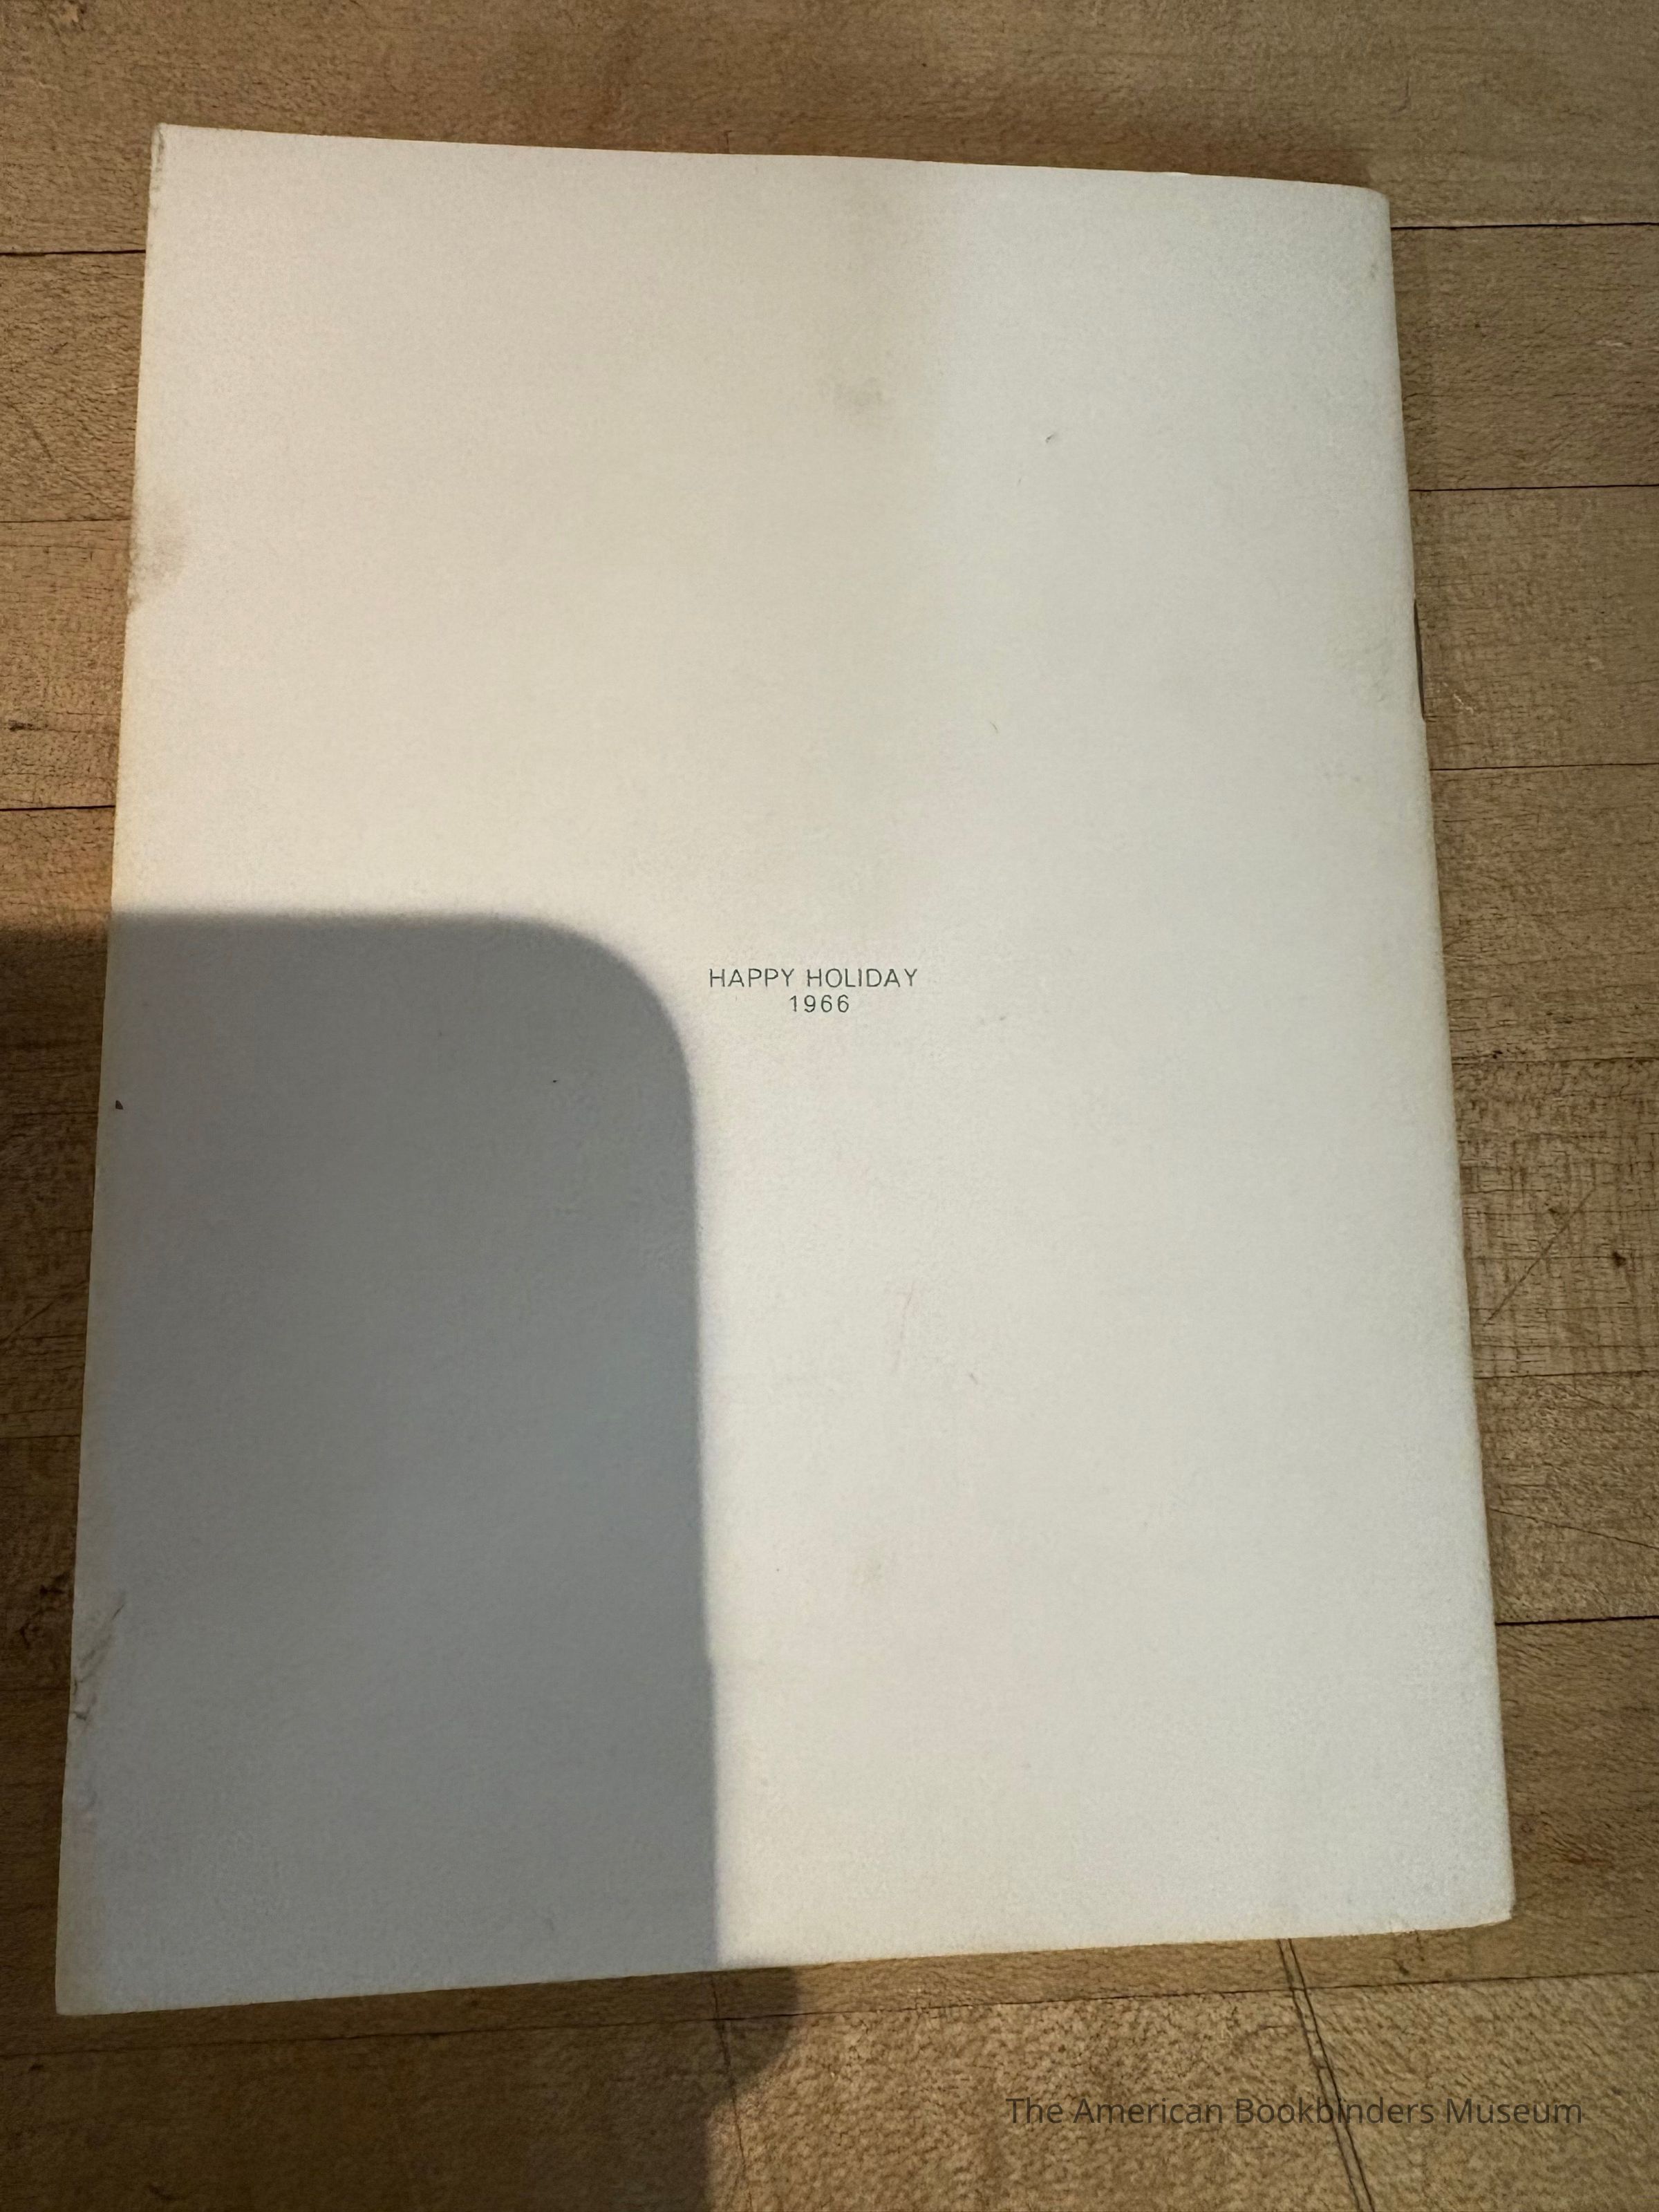 HAPPY HOLIDAY
1966
The American Bookbinders Museum